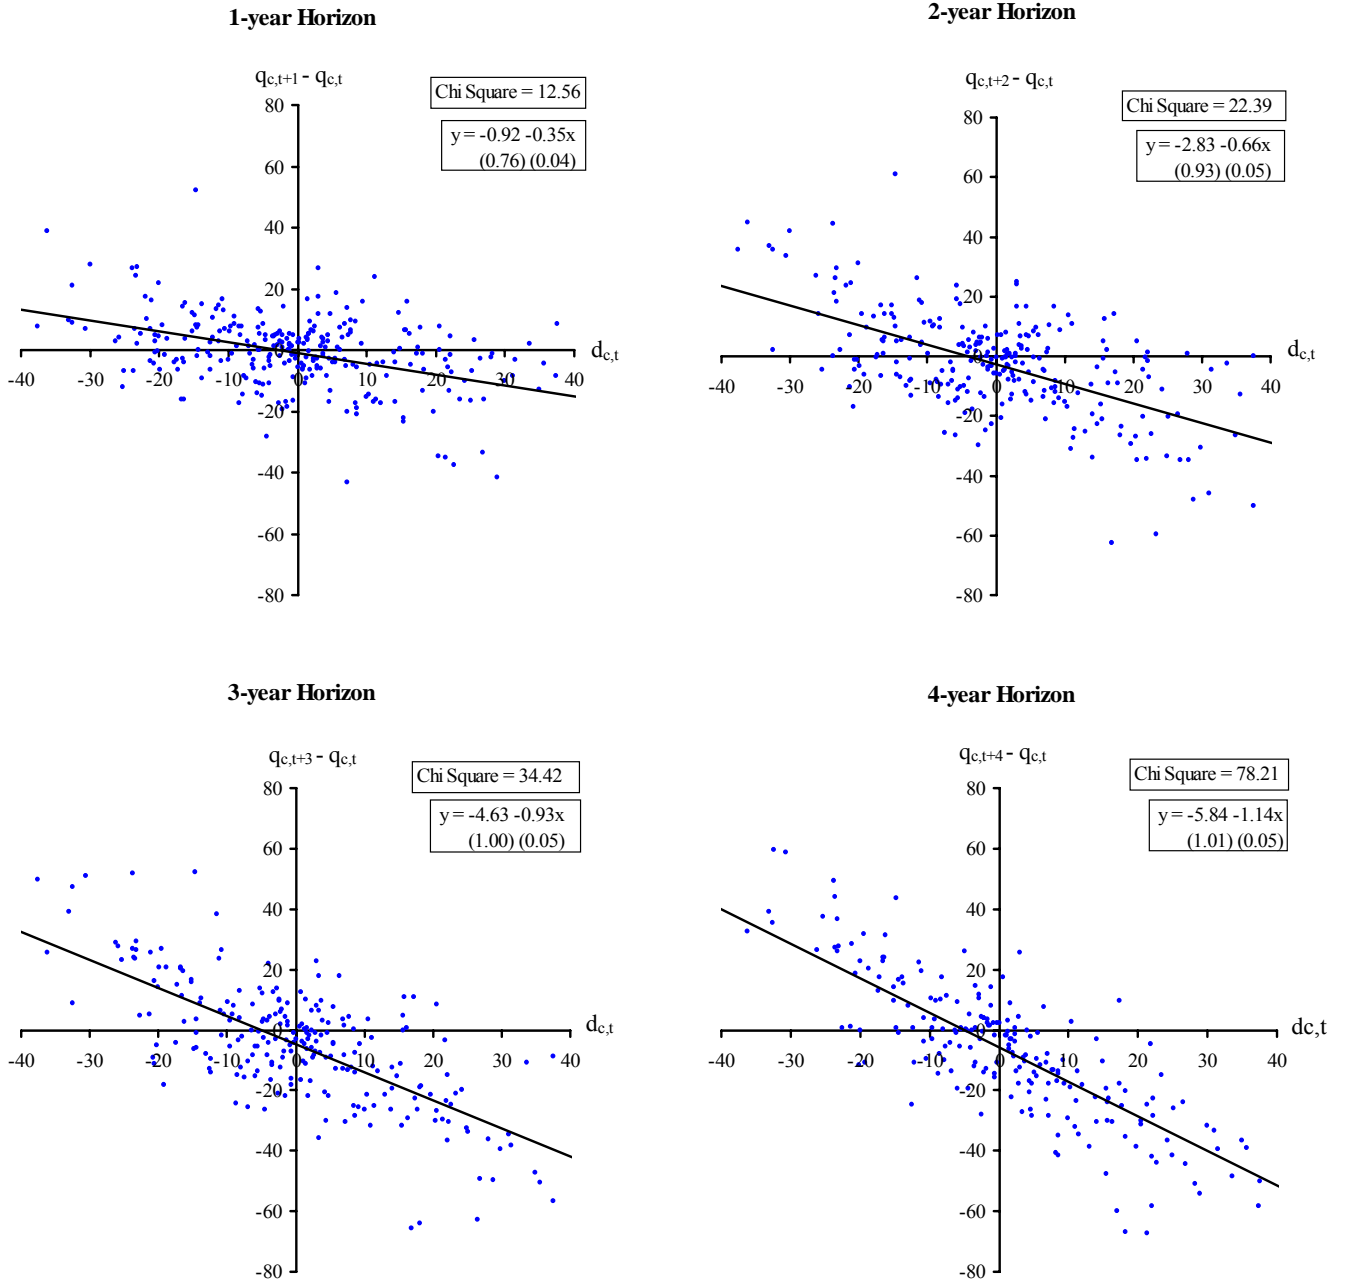 1-year Horizon
qc,t+1 - qc,t
Chi Square = 12.56
y = -0.92 -0.35x
(0.76) (0.04)
80
60
40
20
0
-20
-40
-60
-80
-40 -30 -20 -10 0 10 20 30 40
dc,t
2-year Horizon
qc,t+2 - qc,t
Chi Square = 22.39
y = -2.83 -0.66x
(0.93) (0.05)
80
60
40
20
0
-20
-40
-60
-80
-40 -30 -20 -10 0 10 20 30 40
dc,t
3-year Horizon
qc,t+3 - qc,t
Chi Square = 34.42
y = -4.63 -0.93x
(1.00) (0.05)
80
60
40
20
0
-20
-40
-60
-80
-40 -30 -20 -10 0 10 20 30 40
dc,t
4-year Horizon
qc,t+4 - qc,t
Chi Square = 78.21
y = -5.84 -1.14x
(1.01) (0.05)
80
60
40
20
0
-20
-40
-60
-80
-40 -30 -20 -10 0 10 20 30 40
dc,t